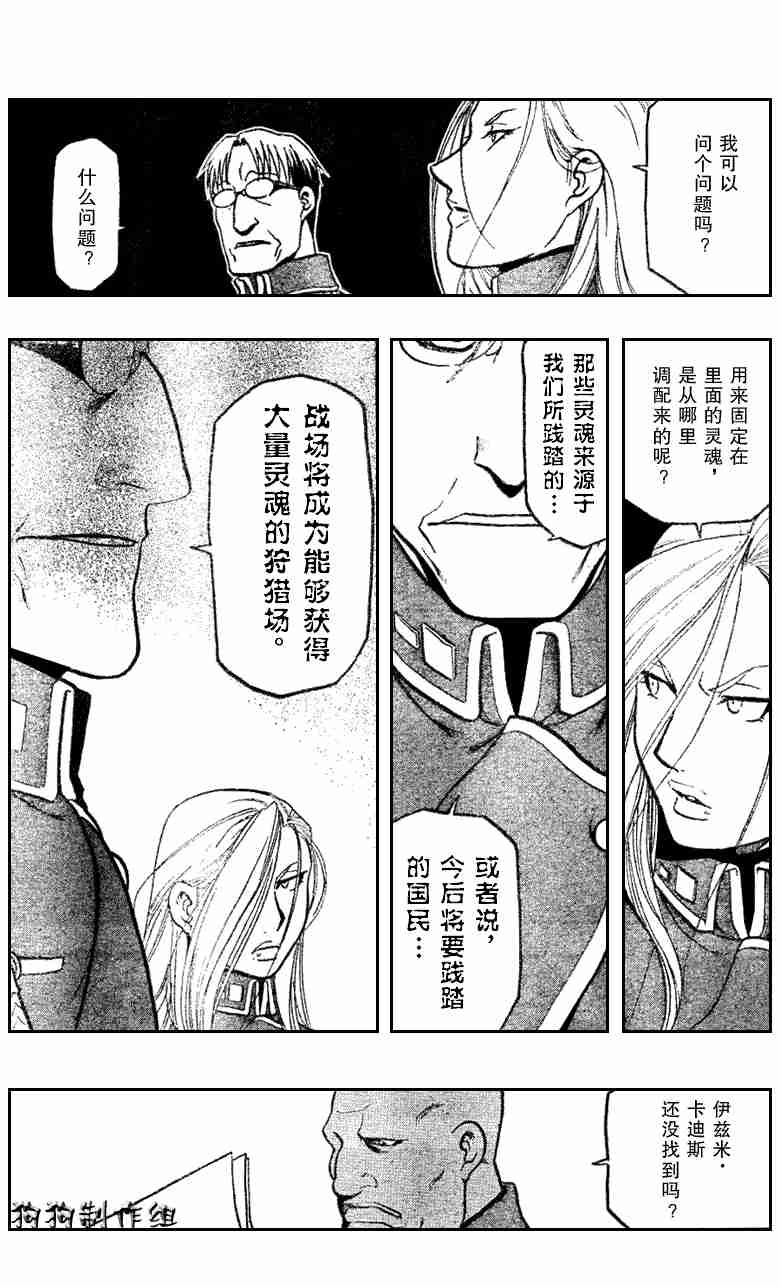 我可以
问个问题吗？
什么问题？
用来固定在
里面的灵魂，
是从哪里
调配来的呢？
那些灵魂来源于
我们所践踏的…
或者说，
今后将要践踏
的国民…
战场将成为能够获得
大量灵魂的狩猎场。
伊兹米·
卡迪斯
还没找到吗？
狗狗制作组